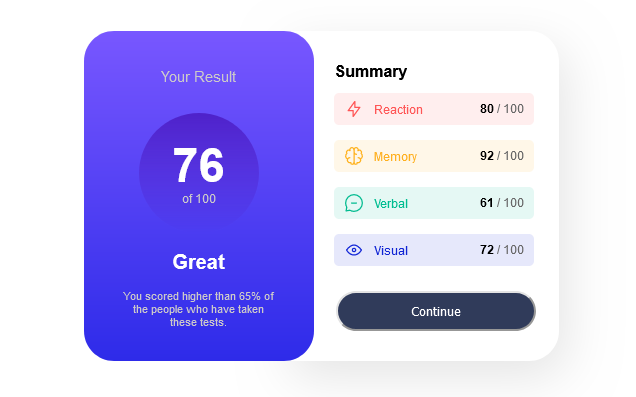 Your Result
76
of 100
Great
You scored higher than 65% of
the people who have taken
these tests.
Summary
Reaction 80 / 100
Memory 92 / 100
Verbal 61 / 100
Visual 72 / 100
Continue